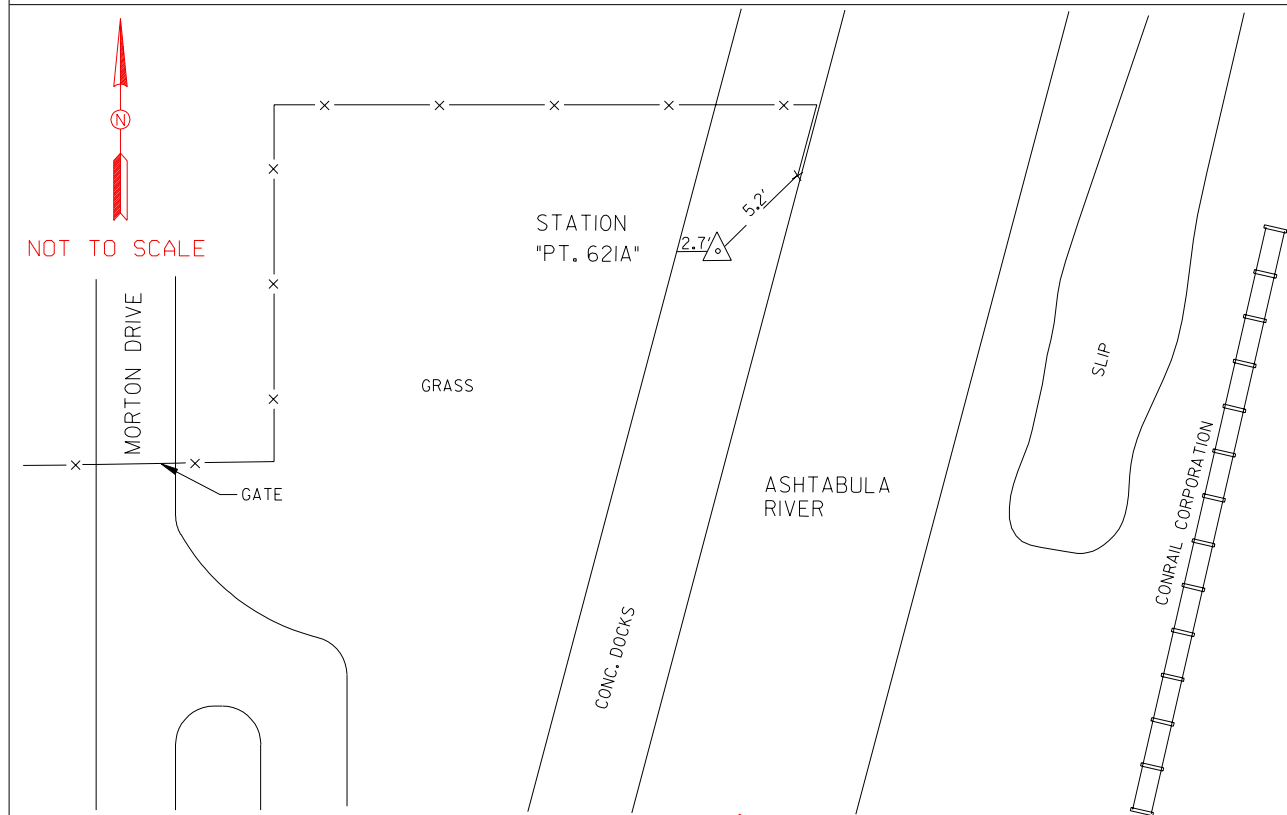 N
NOT TO SCALE
MORTON DRIVE
GATE
GRASS
STATION
"PT. 621A"
2.7'
5.2'
CONC. DOCKS
ASHTABULA
RIVER
SLIP
CONRAIL CORPORATION